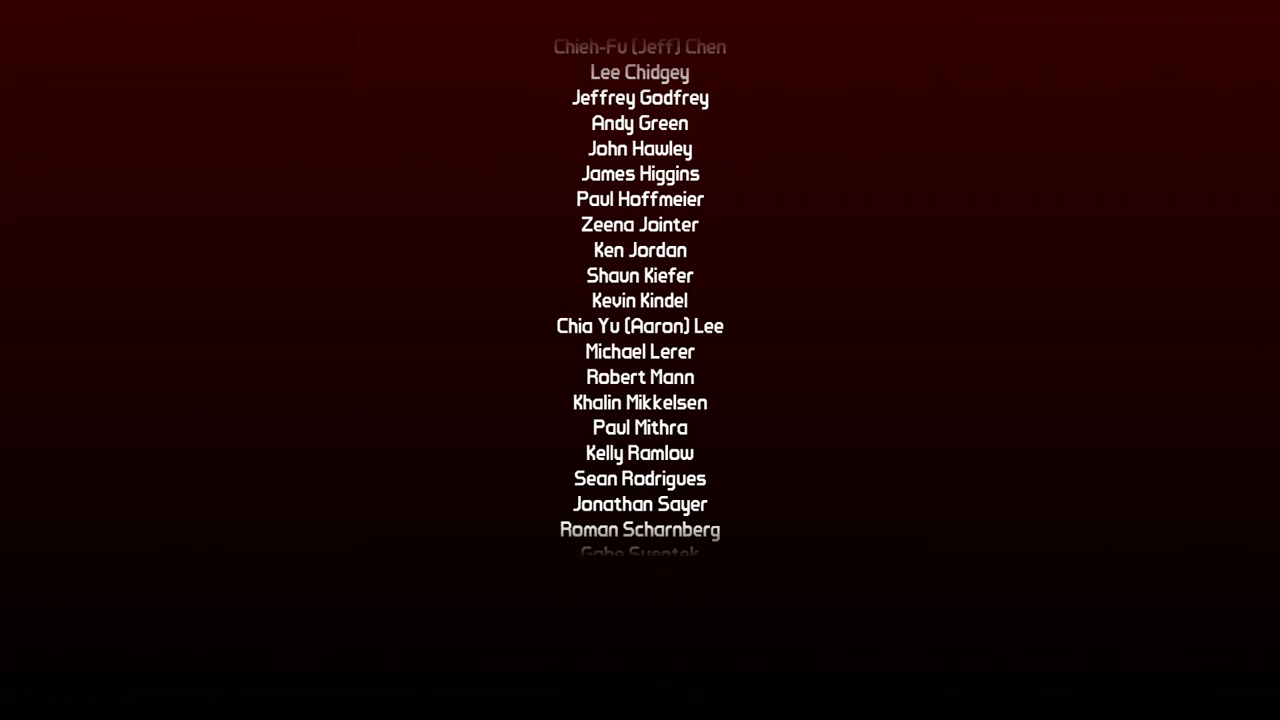 Chieh-Fu (Jeff) Chen
Lee Chidgey
Jeffrey Godfrey
Andy Green
John Hawley
James Higgins
Paul Hoffmeier
Zeena Jointer
Ken Jordan
Shaun Kiefer
Kevin Kindel
Chia Yu (Aaron) Lee
Michael Lerer
Robert Mann
Khalin Mikkelsen
Paul Mithra
Kelly Ramlow
Sean Rodrigues
Jonathan Sayer
Roman Scharnberg
Gabe